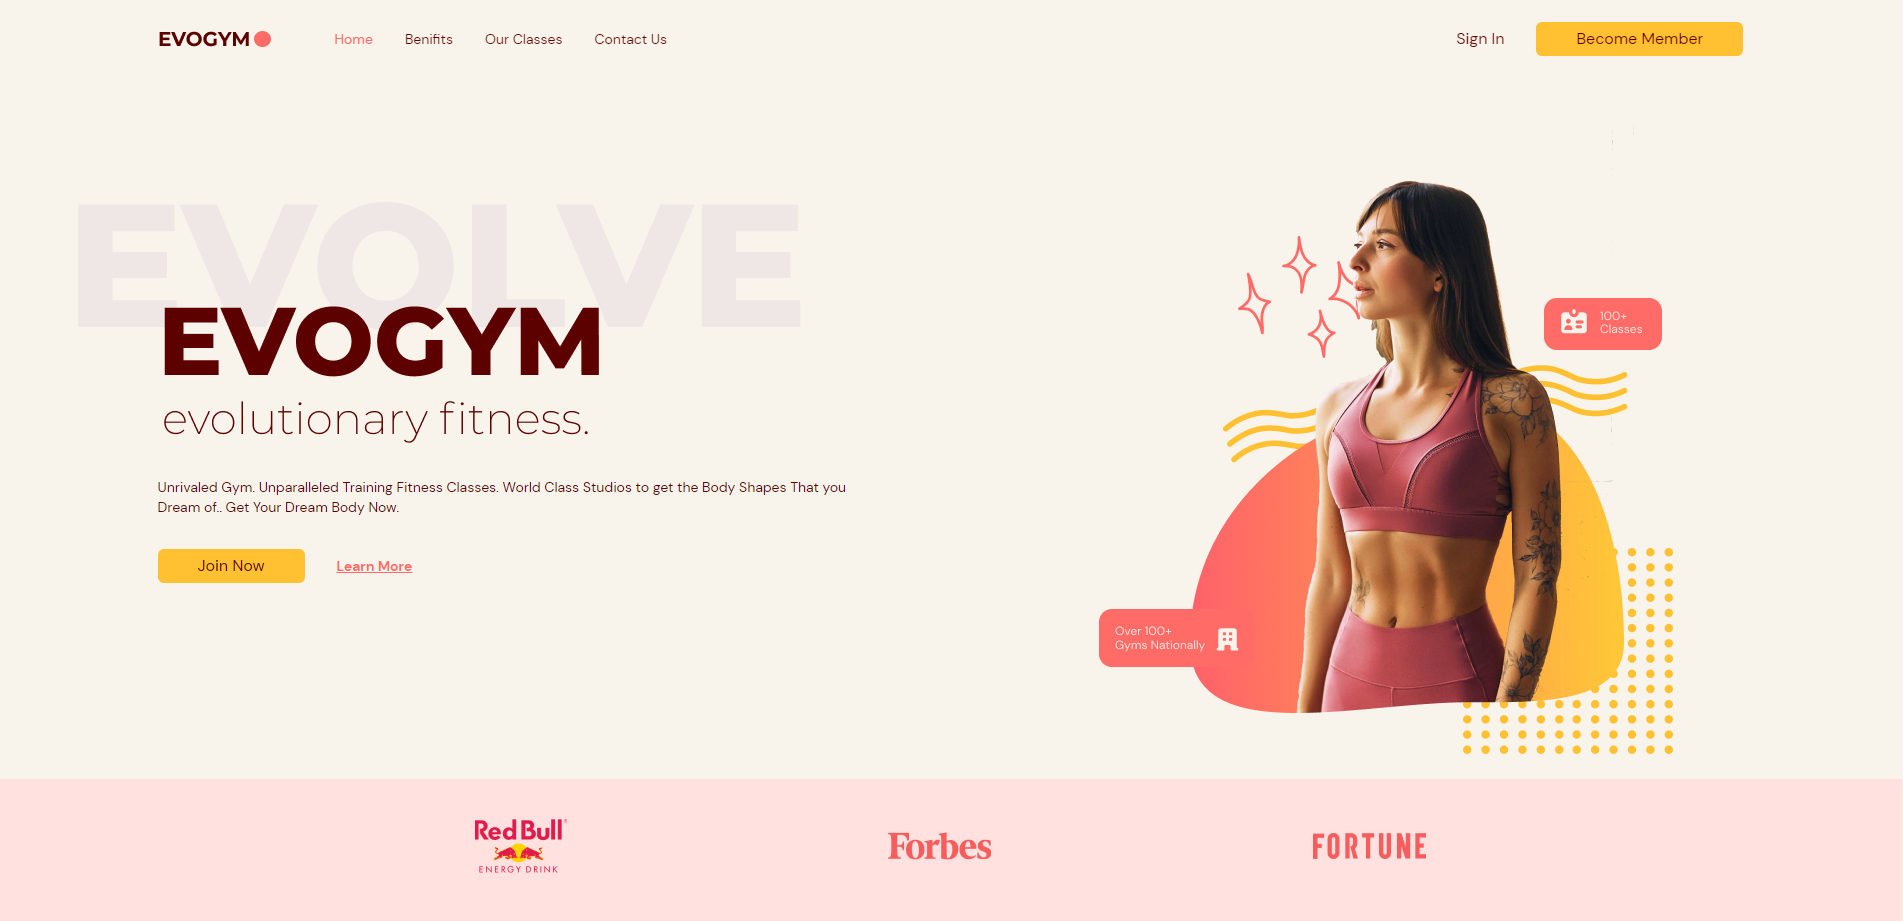 EVOGYM
Home
Benifits
Our Classes
Contact Us
Sign In
Become Member
EVOLVE
EVOGYM
evolutionary fitness.
Unrivaled Gym. Unparalleled Training Fitness Classes. World Class Studios to get the Body Shapes That you
Dream of.. Get Your Dream Body Now.
Join Now
Learn More
100+
Classes
Over 100+
Gyms Nationally
Red Bull
ENERGY DRINK
Forbes
FORTUNE